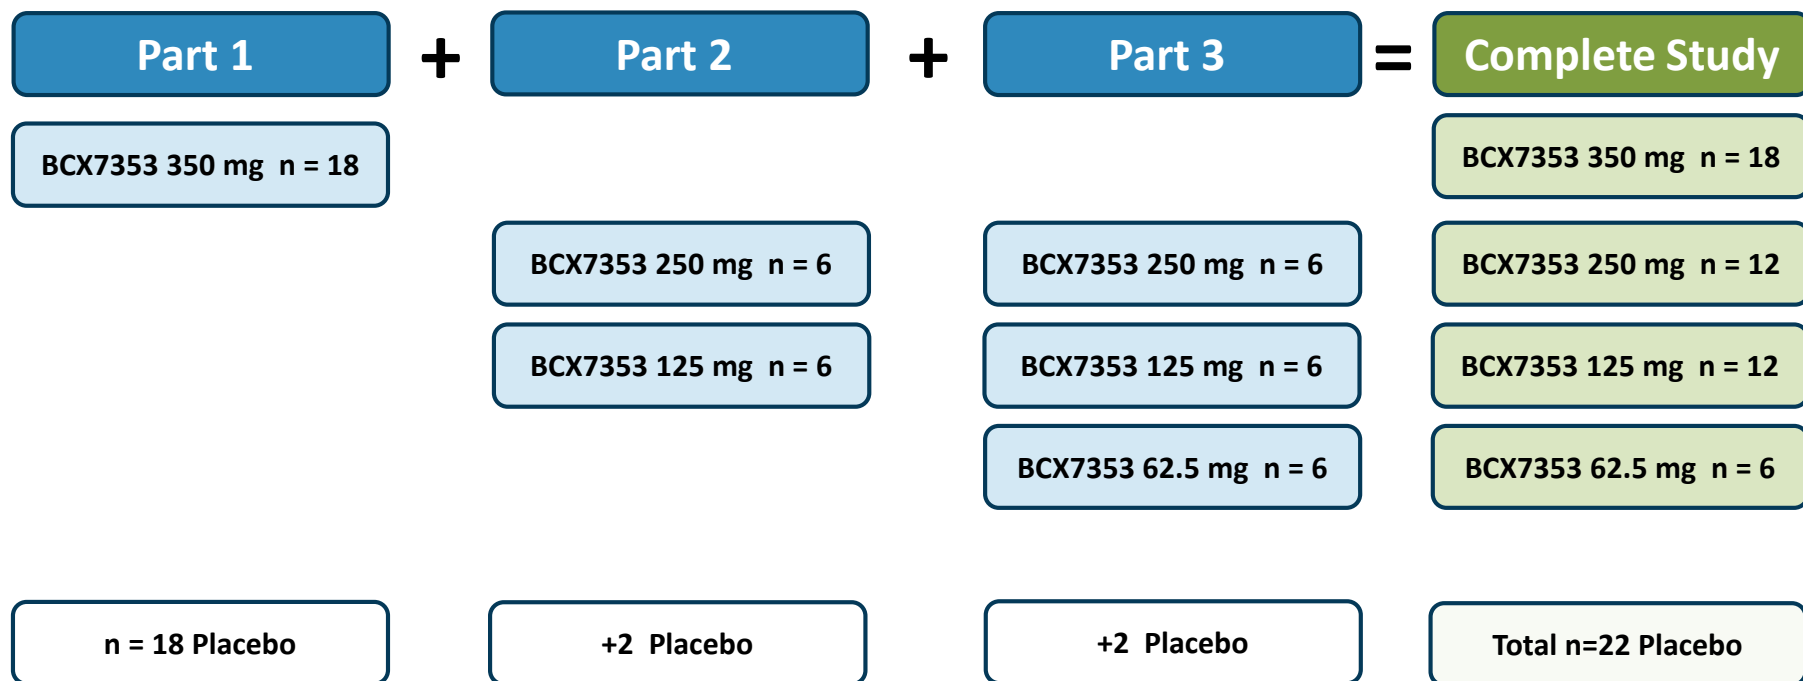 Part 1 + Part 2 + Part 3 = Complete Study
BCX7353 350 mg n = 18
BCX7353 350 mg n = 18
BCX7353 250 mg n = 6
BCX7353 250 mg n = 6
BCX7353 250 mg n = 12
BCX7353 125 mg n = 6
BCX7353 125 mg n = 6
BCX7353 125 mg n = 12
BCX7353 62.5 mg n = 6
BCX7353 62.5 mg n = 6
n = 18 Placebo
+2 Placebo
+2 Placebo
Total n=22 Placebo